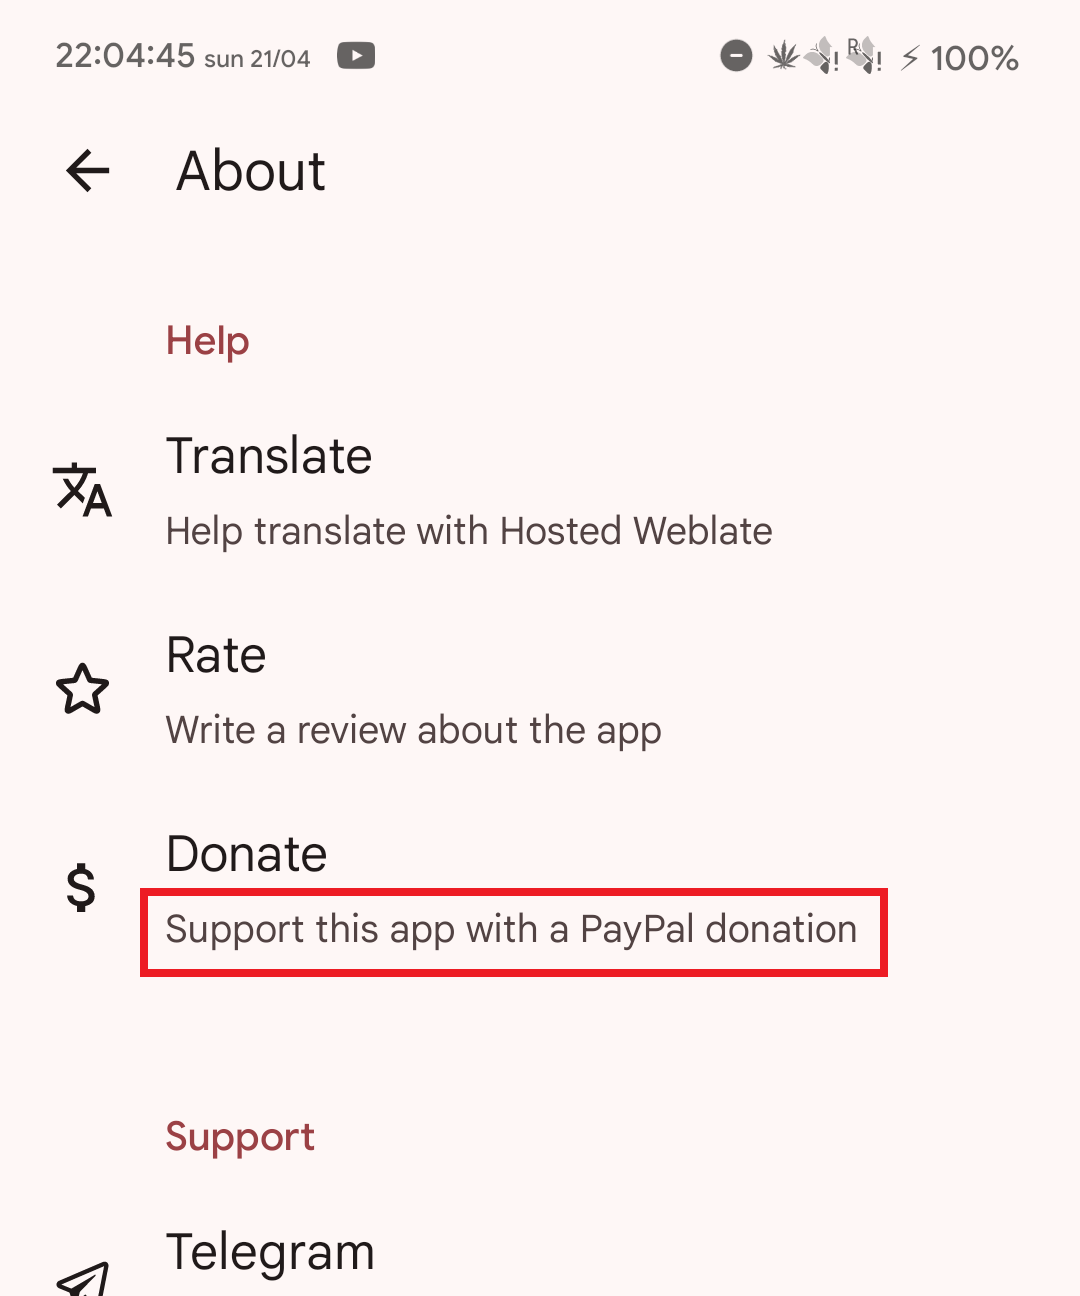 22:04:45 sun 21/04
R ! ! 100%
About
Help
Translate
Help translate with Hosted Weblate
Rate
Write a review about the app
Donate
$
Support this app with a PayPal donation
Support
Telegram